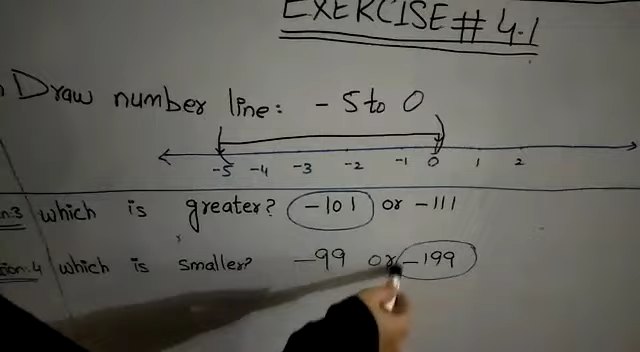 EXERCISE # 4.1
Draw number line: - 5 to 0
-5 -4 -3 -2 -1 0 1 2
which is greater? -101 or -111
which is smaller? -99 or -199